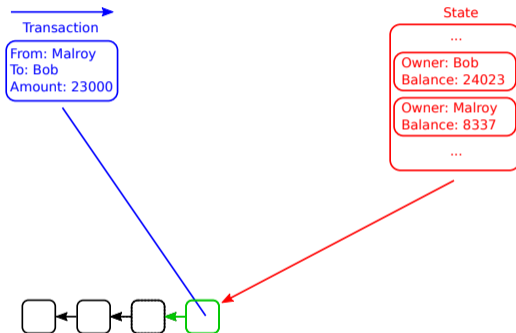 Transaction
From: Malroy
To: Bob
Amount: 23000
State
...
Owner: Bob
Balance: 24023
Owner: Malroy
Balance: 8337
...